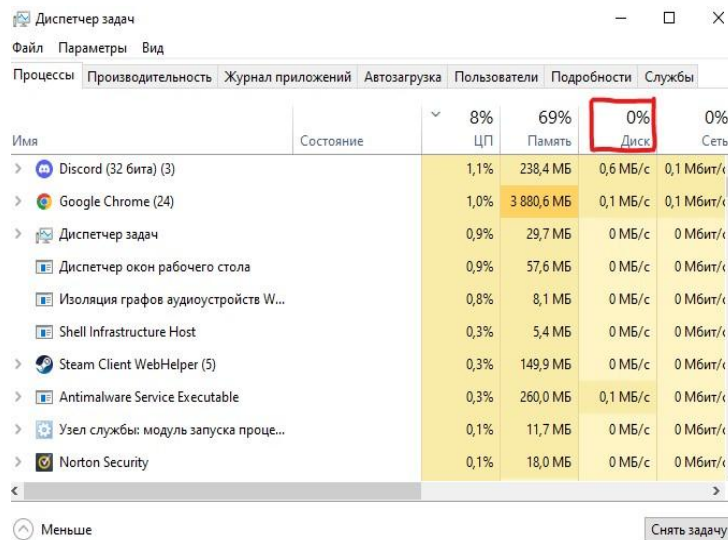 Диспетчер задач
Файл Параметры Вид
Процессы Производительность Журнал приложений Автозагрузка Пользователи Подробности Службы
8% 69% 0% 0%
Имя Состояние ЦП Память Диск Сеть
Discord (32 бита) (3) 1,1% 238,4 МБ 0,6 МБ/с 0,1 Мбит/с
Google Chrome (24) 1,0% 3 880,6 МБ 0,1 МБ/с 0,1 Мбит/с
Диспетчер задач 0,9% 29,7 МБ 0 МБ/с 0 Мбит/с
Диспетчер окон рабочего стола 0,9% 57,6 МБ 0 МБ/с 0 Мбит/с
Изоляция графов аудиоустройств W... 0,8% 8,1 МБ 0 МБ/с 0 Мбит/с
Shell Infrastructure Host 0,3% 5,4 МБ 0 МБ/с 0 Мбит/с
Steam Client WebHelper (5) 0,3% 149,9 МБ 0 МБ/с 0 Мбит/с
Antimalware Service Executable 0,3% 260,0 МБ 0,1 МБ/с 0 Мбит/с
Узел службы: модуль запуска проце... 0,1% 11,7 МБ 0 МБ/с 0 Мбит/с
Norton Security 0,1% 18,0 МБ 0 МБ/с 0 Мбит/с
Меньше Снять задачу